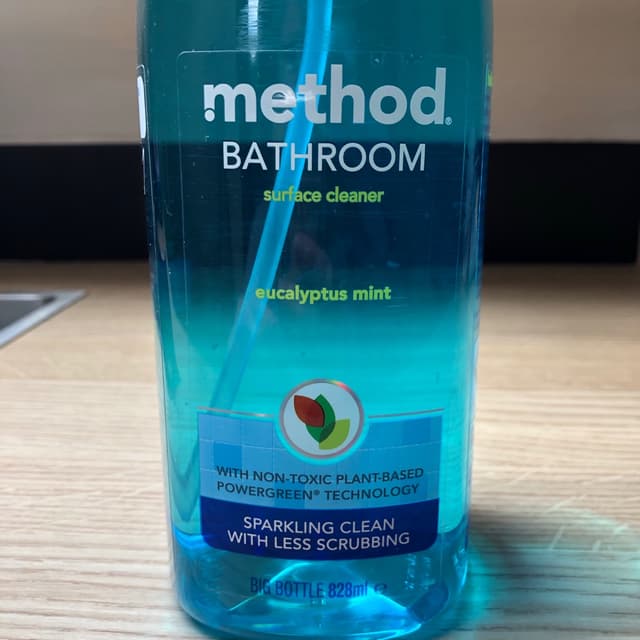 method®
BATHROOM
surface cleaner
eucalyptus mint
WITH NON-TOXIC PLANT-BASED
POWERGREEN® TECHNOLOGY
SPARKLING CLEAN
WITH LESS SCRUBBING
BIG BOTTLE 828ml ℮